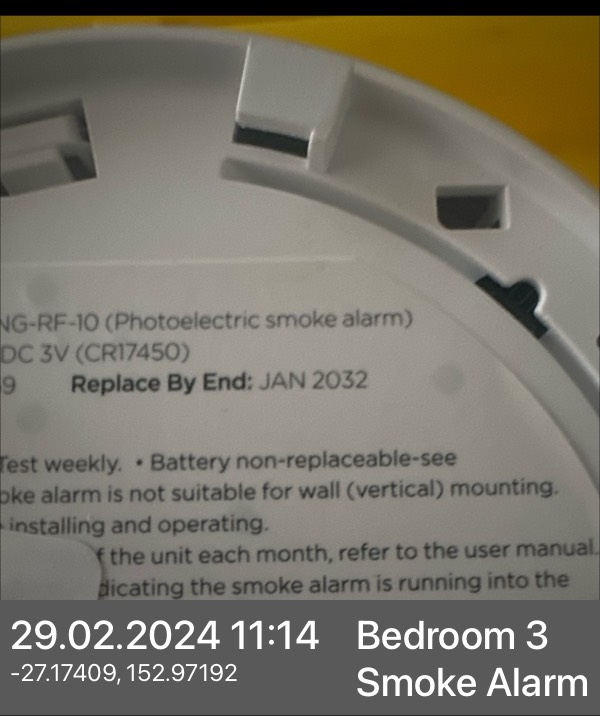 NG-RF-10 (Photoelectric smoke alarm)
DC 3V (CR17450)
9 Replace By End: JAN 2032
Test weekly. • Battery non-replaceable-see
oke alarm is not suitable for wall (vertical) mounting.
installing and operating.
f the unit each month, refer to the user manual.
dicating the smoke alarm is running into the
29.02.2024 11:14
-27.17409, 152.97192
Bedroom 3
Smoke Alarm